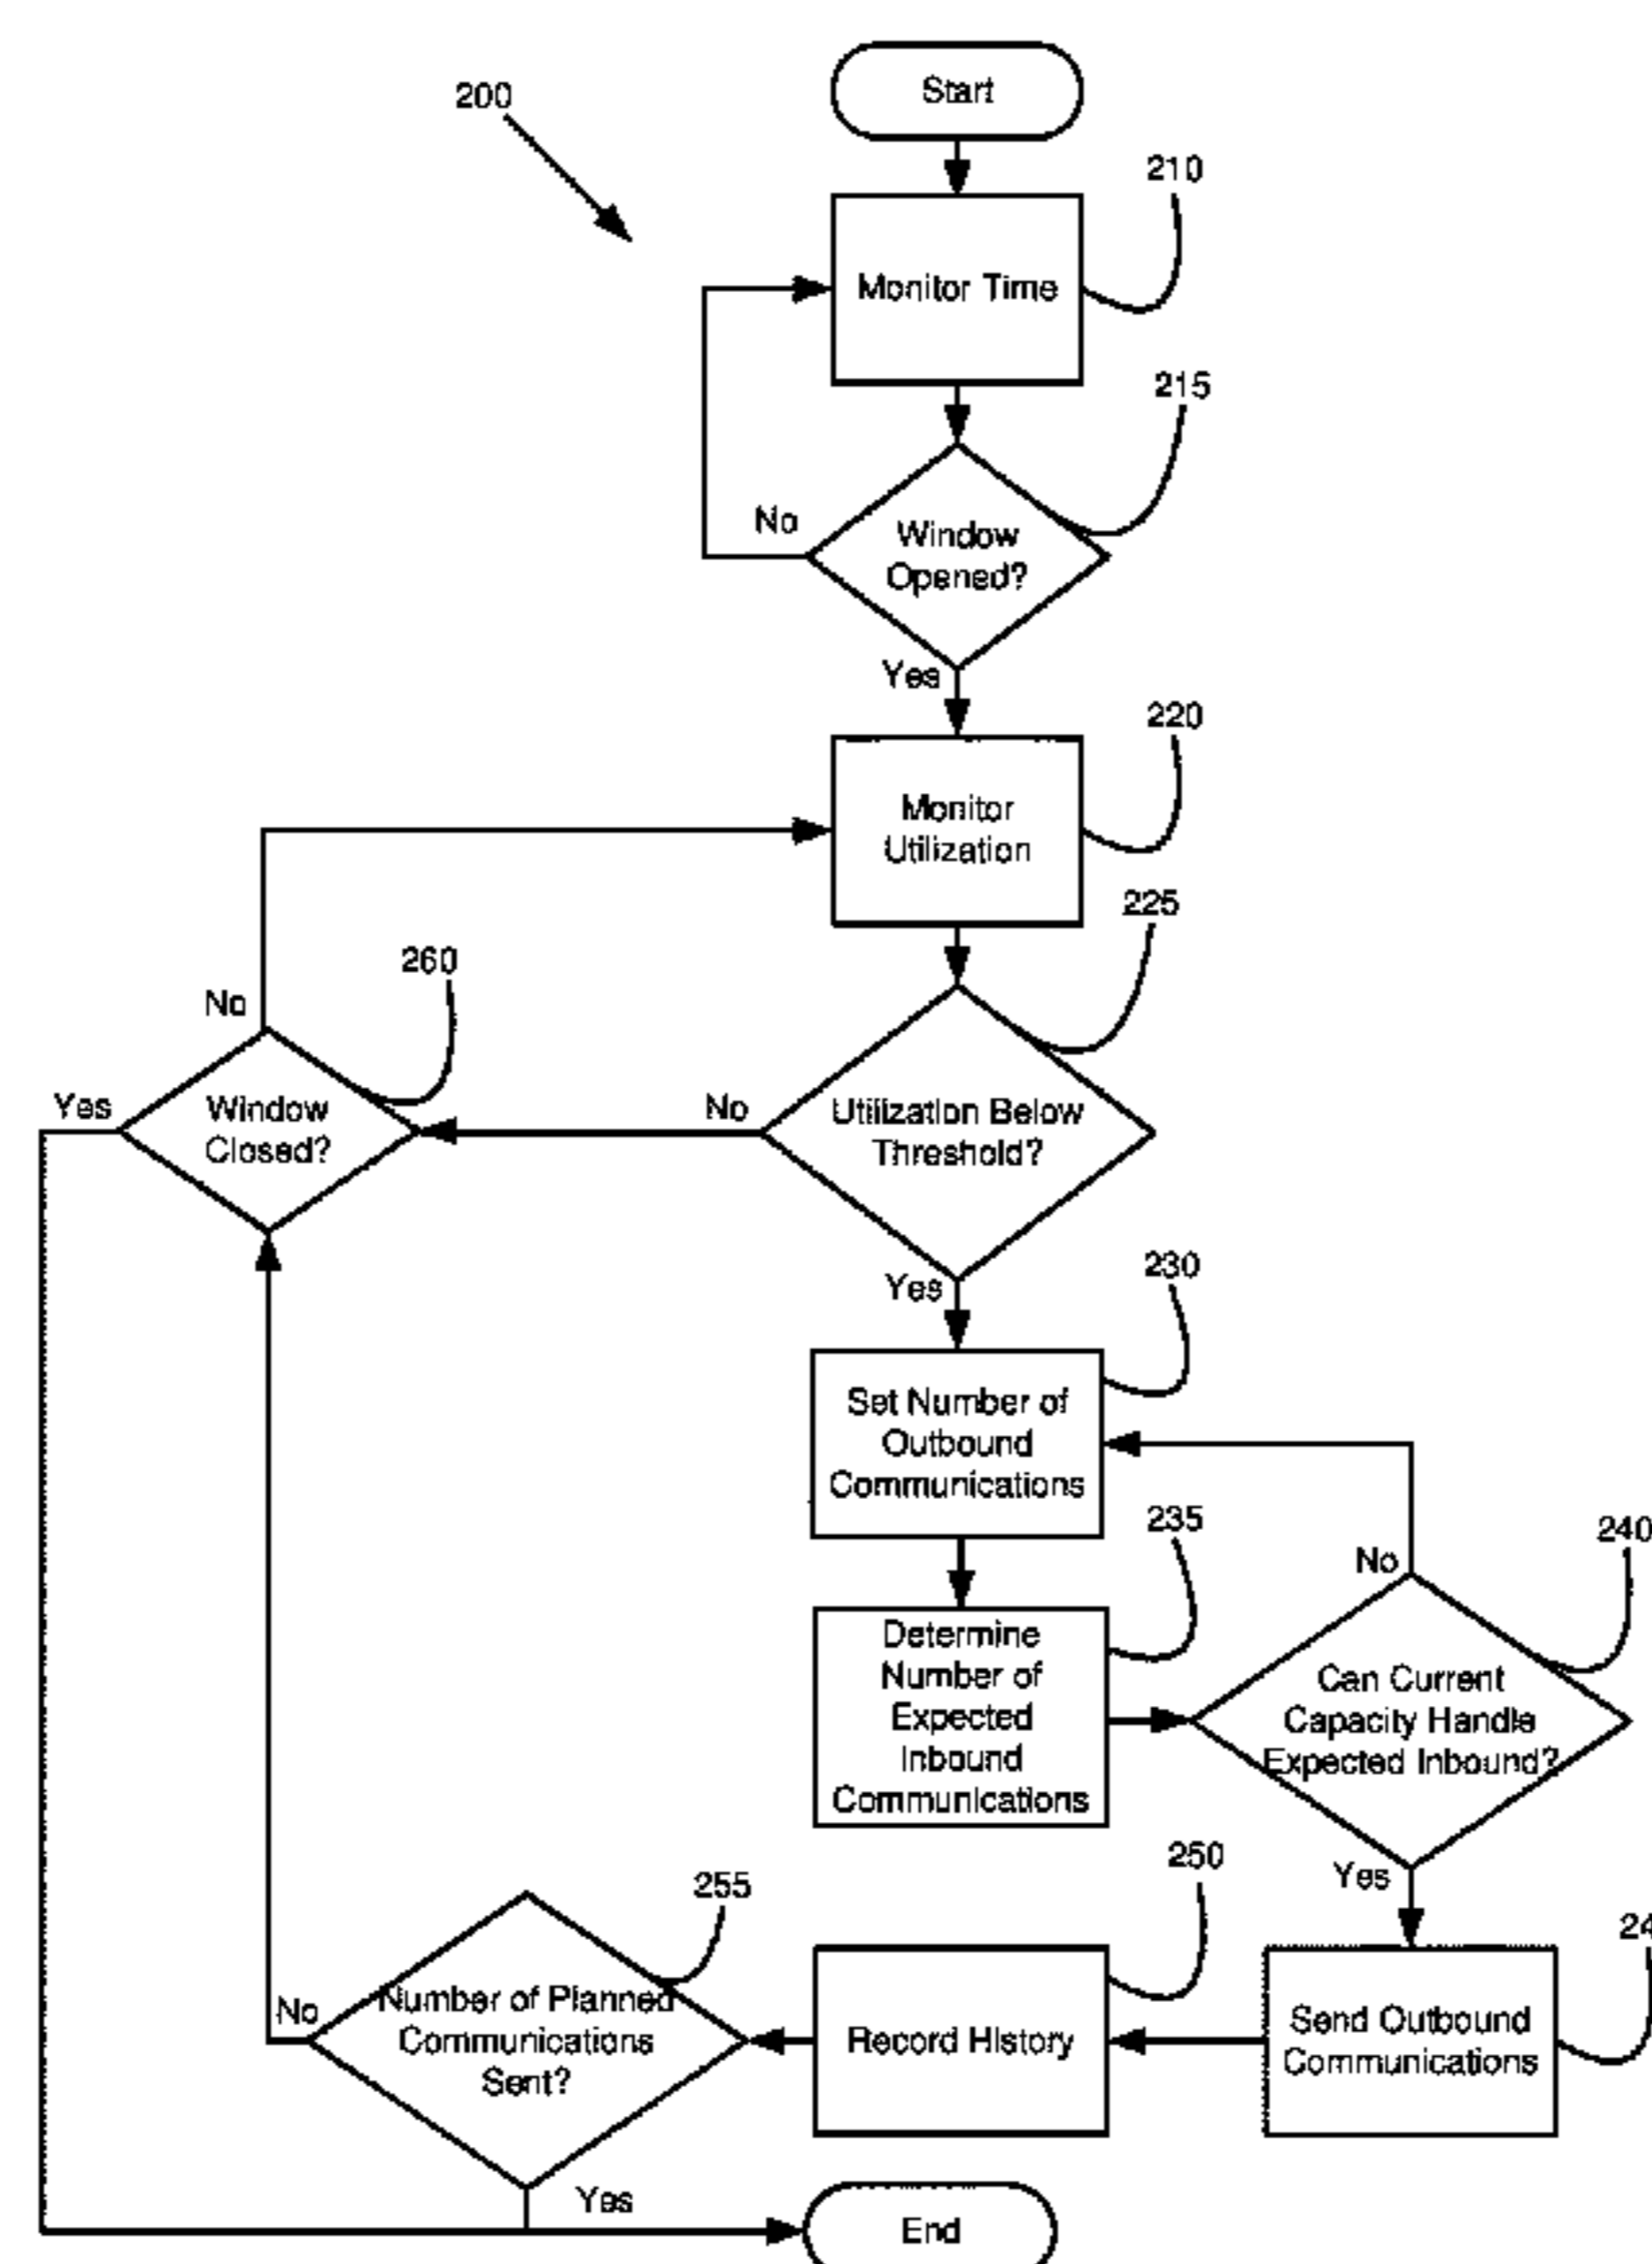 Start
200
210
Monitor Time
215
No
Window
Opened?
Yes
220
Monitor
Utilization
225
260
No
Yes
Window
Closed?
No
Utilization Below
Threshold?
Yes
230
Set Number of
Outbound
Communications
235
240
No
Determine
Number of
Expected
Inbound
Communications
Can Current
Capacity Handle
Expected Inbound?
250
Yes
255
24
No
Number of Planned
Communications
Sent?
Record History
Send Outbound
Communications
Yes
End